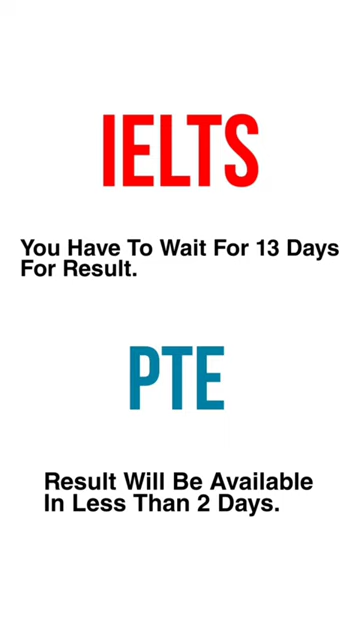 IELTS
You Have To Wait For 13 Days
For Result.
PTE
Result Will Be Available
In Less Than 2 Days.